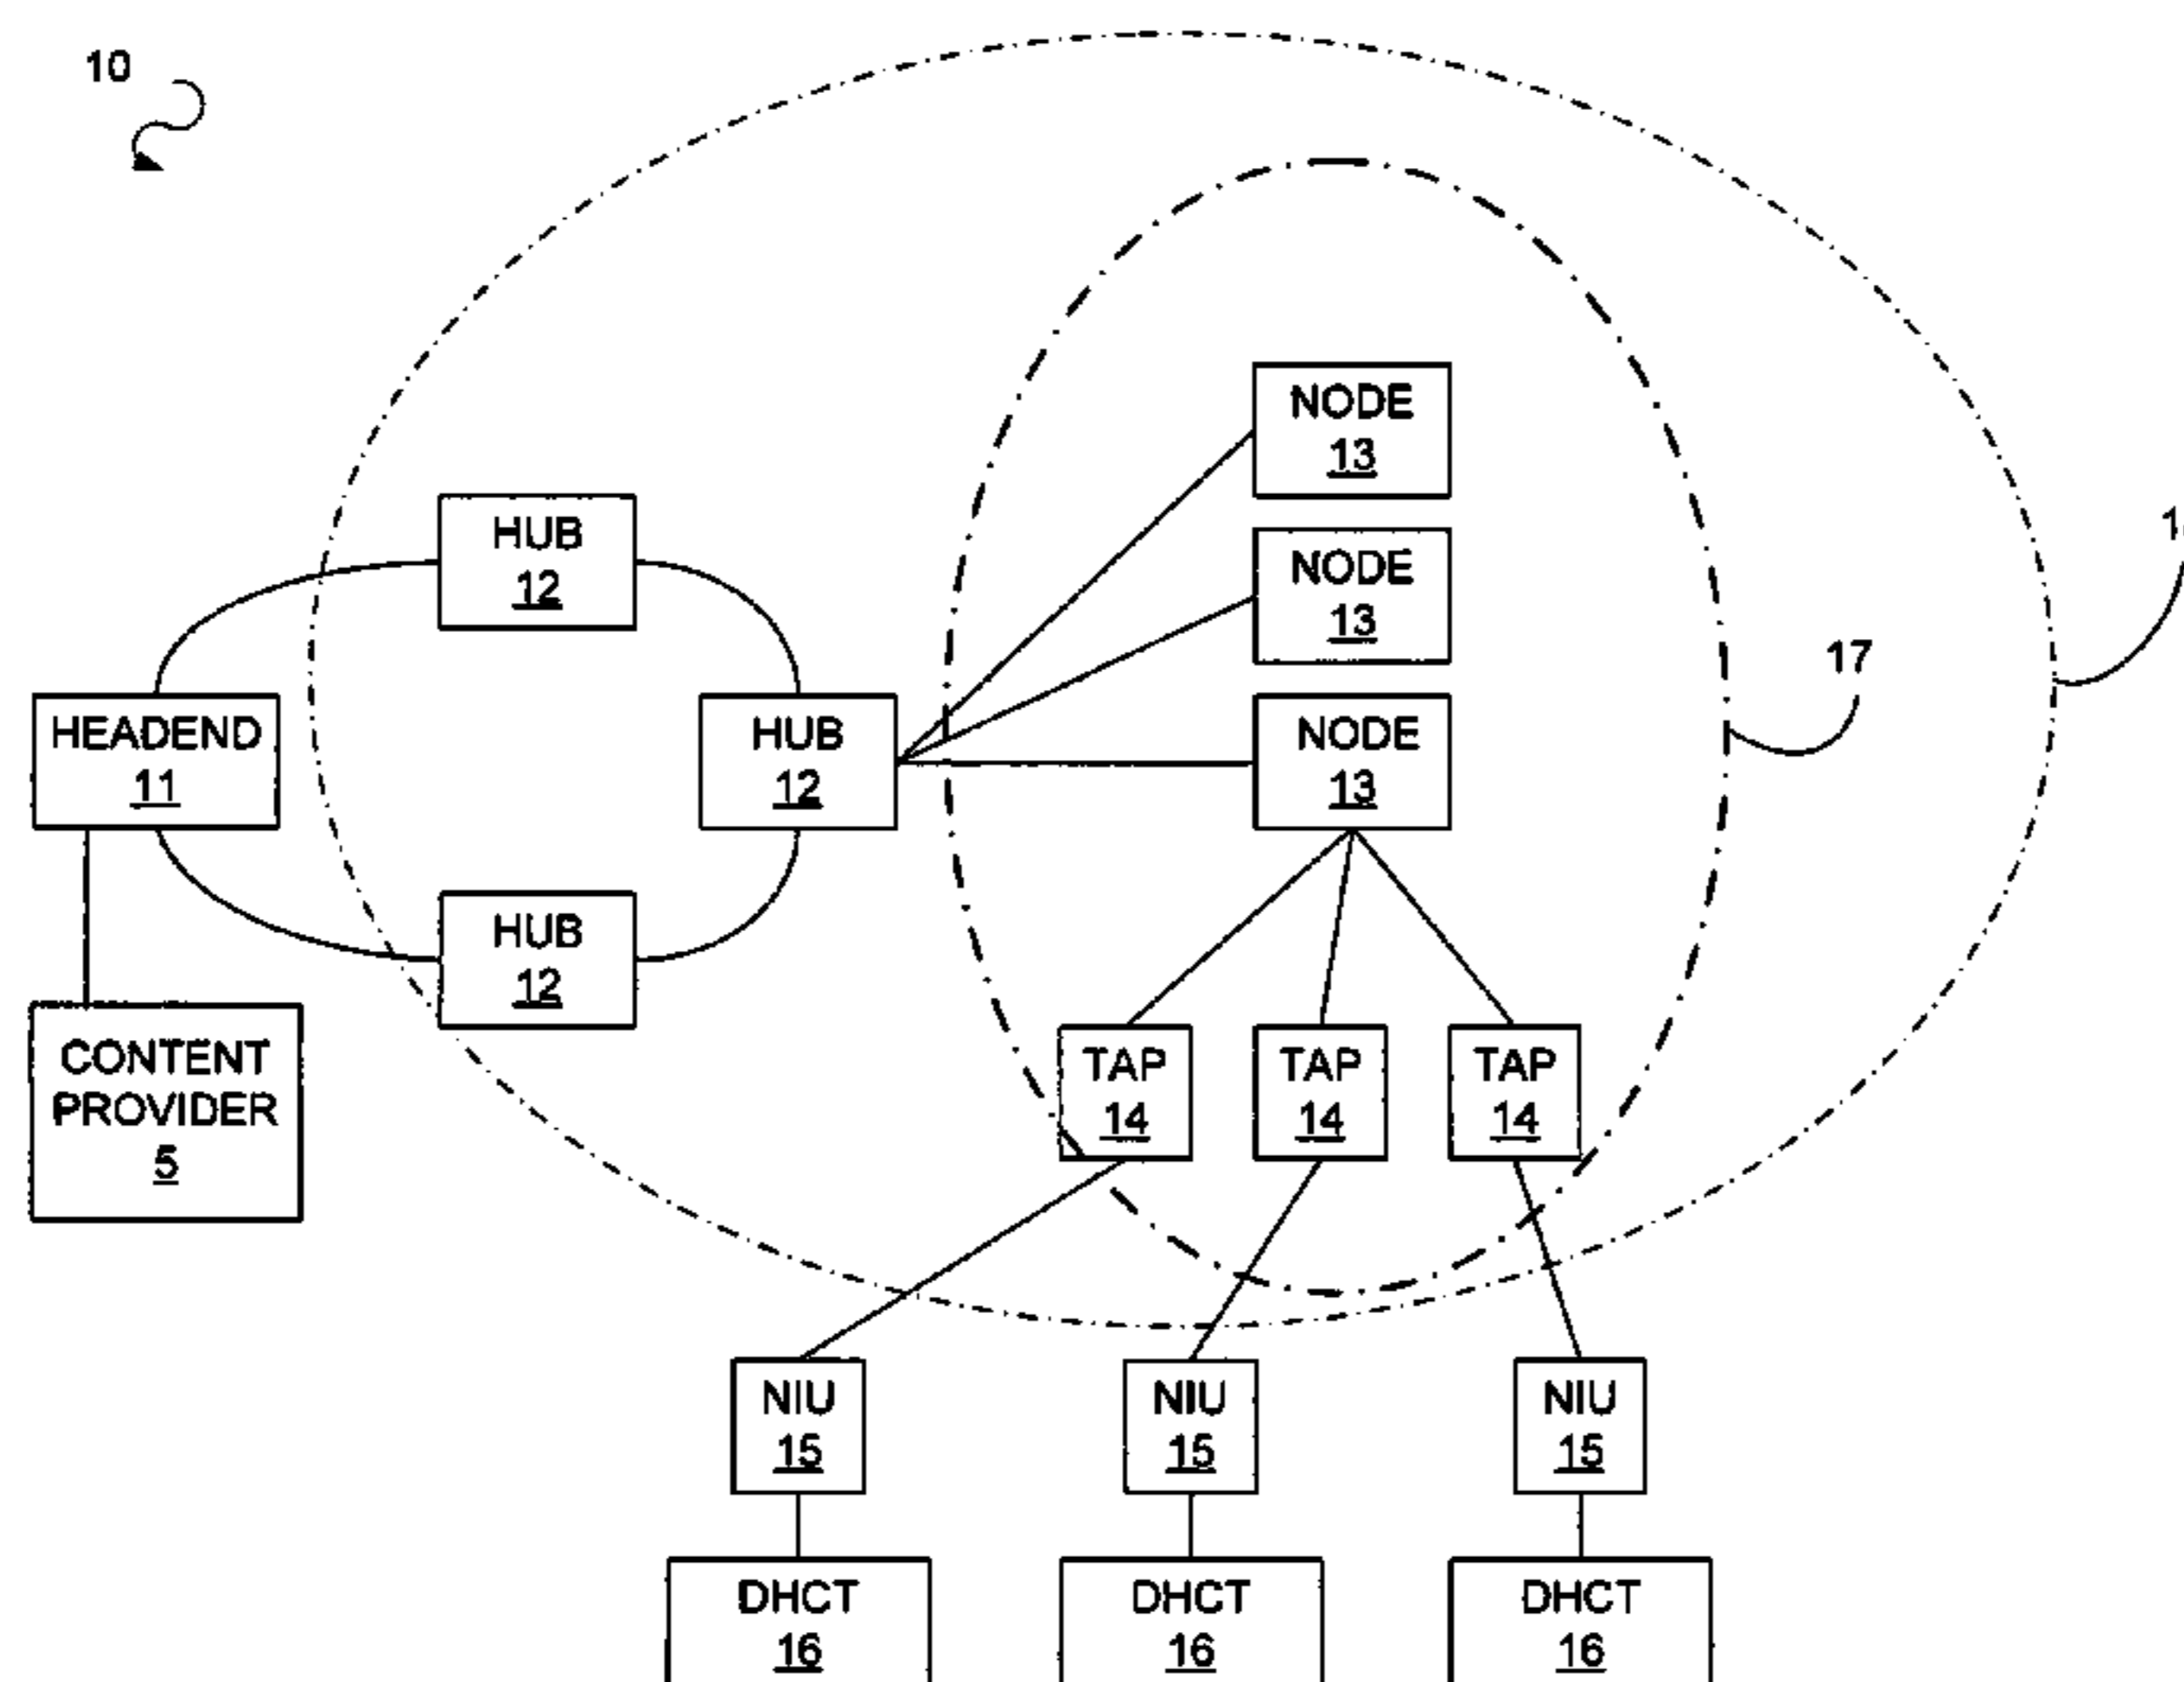 10
NODE
13
HUB
12
NODE
13
1
17
HEADEND
11
HUB
12
NODE
13
HUB
12
CONTENT
PROVIDER
5
TAP
14
TAP
14
TAP
14
NIU
15
NIU
15
NIU
15
DHCT
16
DHCT
16
DHCT
16